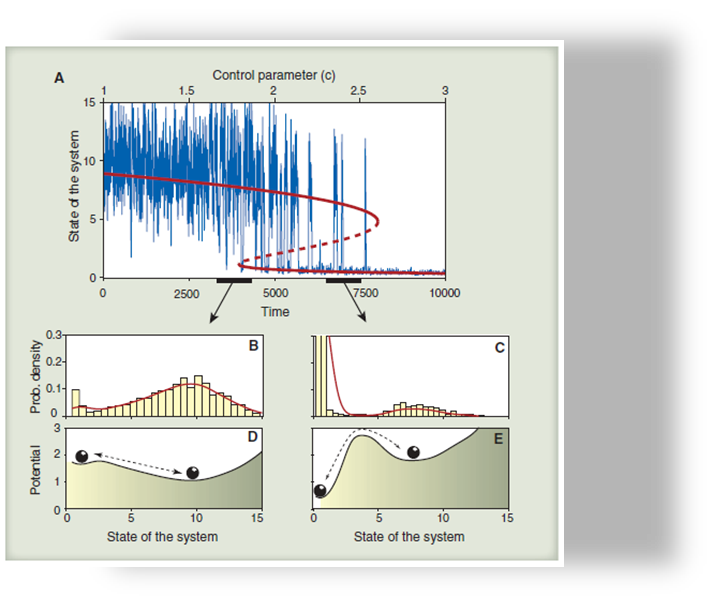 A
Control parameter (c)
1 1.5 2 2.5 3
State of the system
15
10
5
0
0 2500 5000 7500 10000
Time
B
Prob. density
0.3
0.2
0.1
0
C
D
Potential
3
2
1
0
0 5 10 15
State of the system
E
0 5 10 15
State of the system